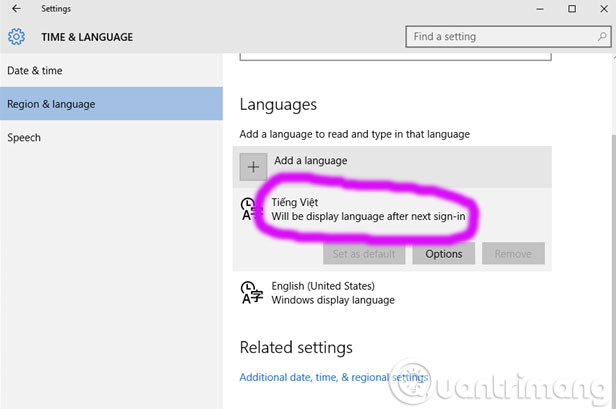 Settings
TIME & LANGUAGE
Find a setting
Date & time
Region & language
Speech
Languages
Add a language to read and type in that language
Add a language
Tiếng Việt
Will be display language after next sign-in
Set as default
Options
Remove
English (United States)
Windows display language
Related settings
Additional date, time, & regional settings
Quantrimang